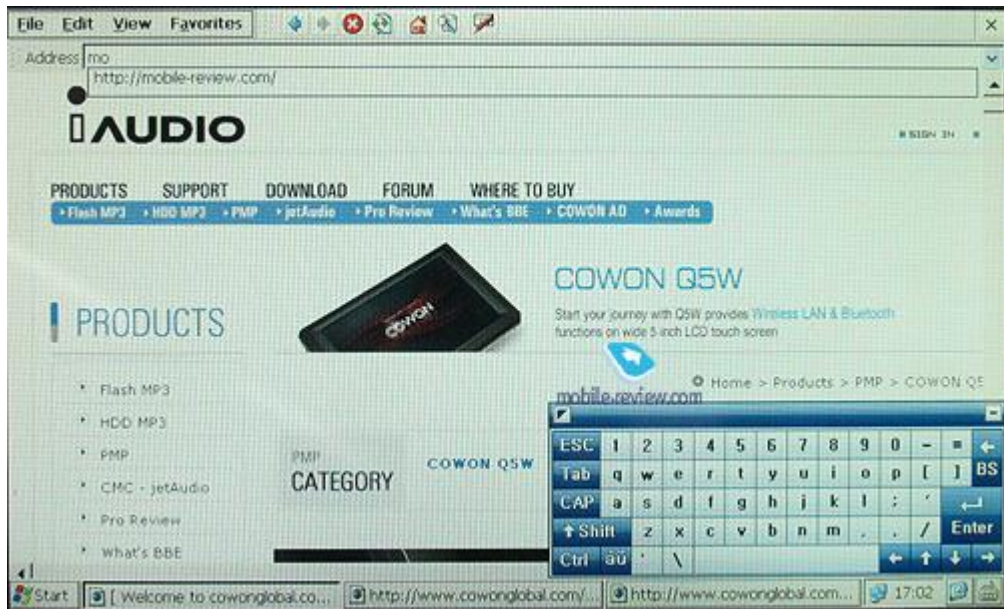 File Edit View Favorites
Address mo
http://mobile-review.com/
iAUDIO
SIGN IN
PRODUCTS SUPPORT DOWNLOAD FORUM WHERE TO BUY
Flash MP3 HDD MP3 PMP jetAudio Pro Review What's BBE COWON AD Awards
COWON
COWON Q5W
Start your journey with Q5W provides Wireless LAN & Bluetooth
functions on wide 5 inch LCD touch screen
PRODUCTS
Home > Products > PMP > COWON Q5
mobile-review.com
Flash MP3
HDD MP3
PMP
CMC - jetAudio
Pro Review
What's BBE
PMP
CATEGORY
COWON Q5W
ESC 1 2 3 4 5 6 7 8 9 0 - = ← BS
Tab q w e r t y u i o p [ ]
CAP a s d f g h j k l ; ' Enter
↑ Shift z x c v b n m , . /
Ctrl áü ` \ ← ↑ ↓ →
Start [ Welcome to cowonglobal.co... http://www.cowonglobal.com/... http://www.cowonglobal.com... 17:02